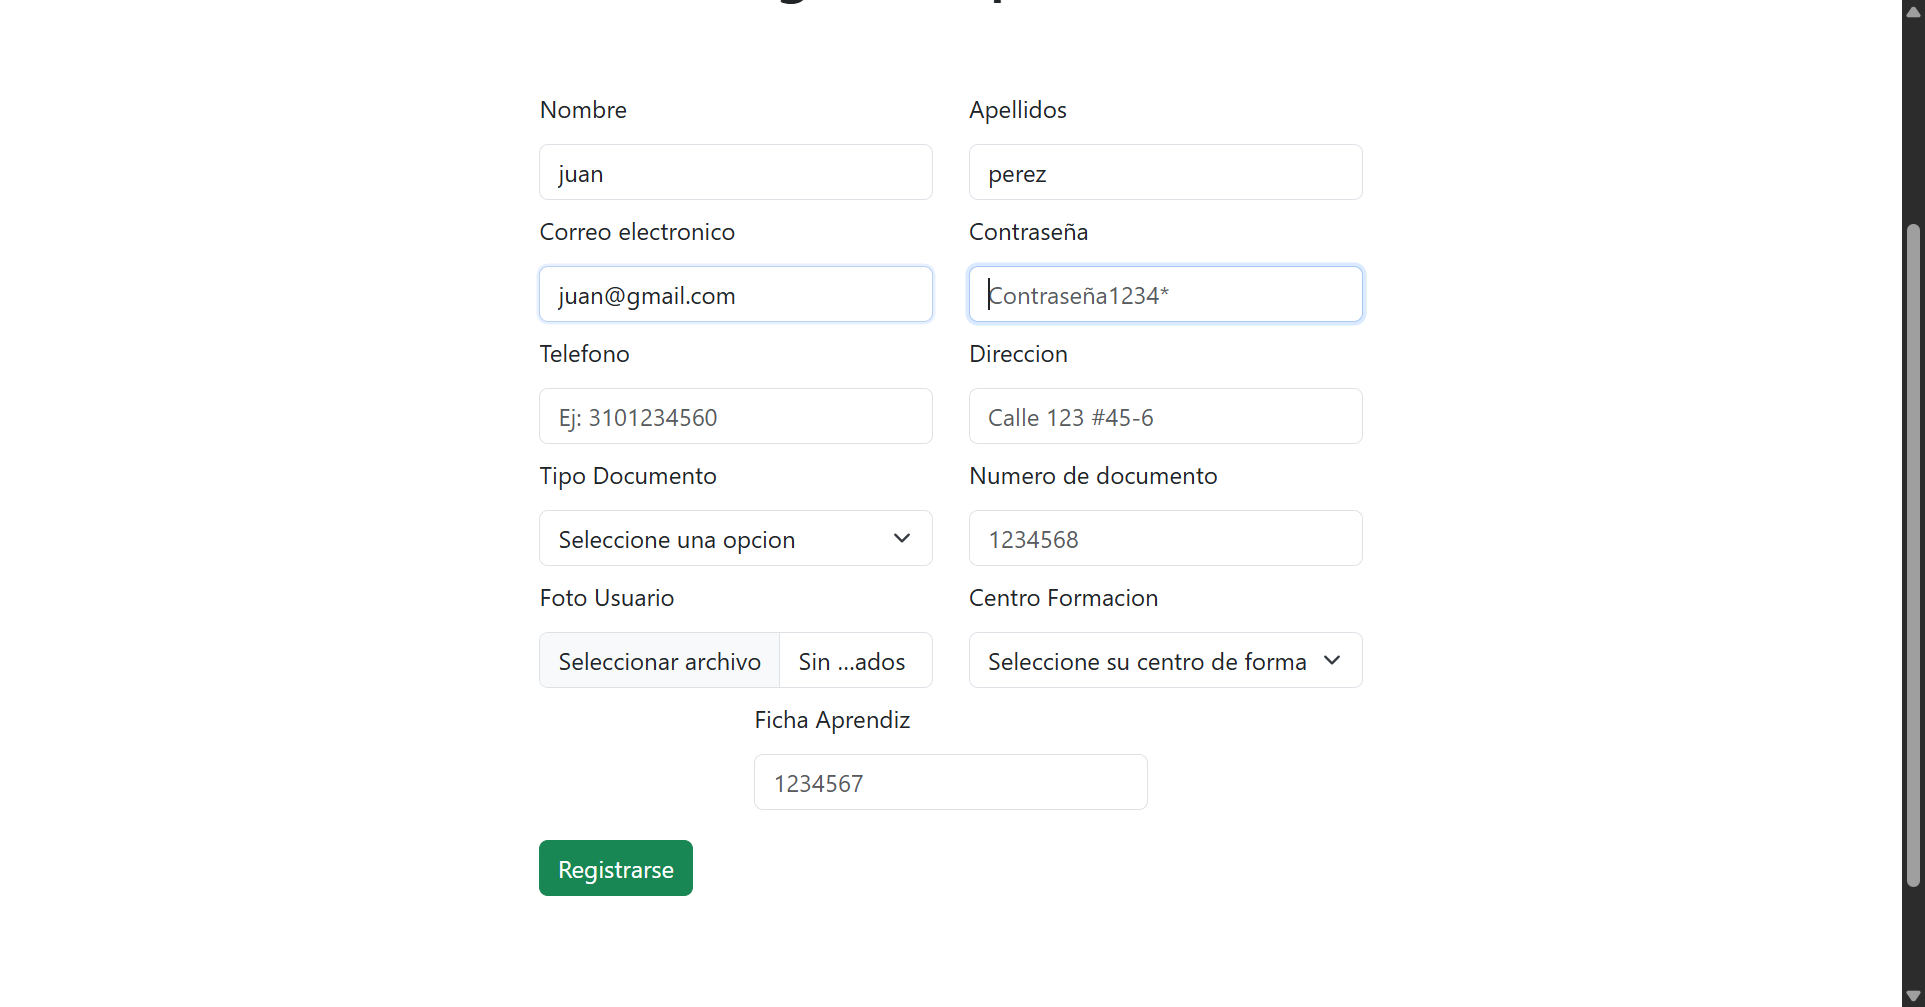 Nombre
Apellidos
juan
perez
Correo electronico
Contraseña
juan@gmail.com
Contraseña1234*
Telefono
Direccion
Ej: 3101234560
Calle 123 #45-6
Tipo Documento
Numero de documento
Seleccione una opcion
1234568
Foto Usuario
Centro Formacion
Seleccionar archivo
Sin ...ados
Seleccione su centro de forma
Ficha Aprendiz
1234567
Registrarse